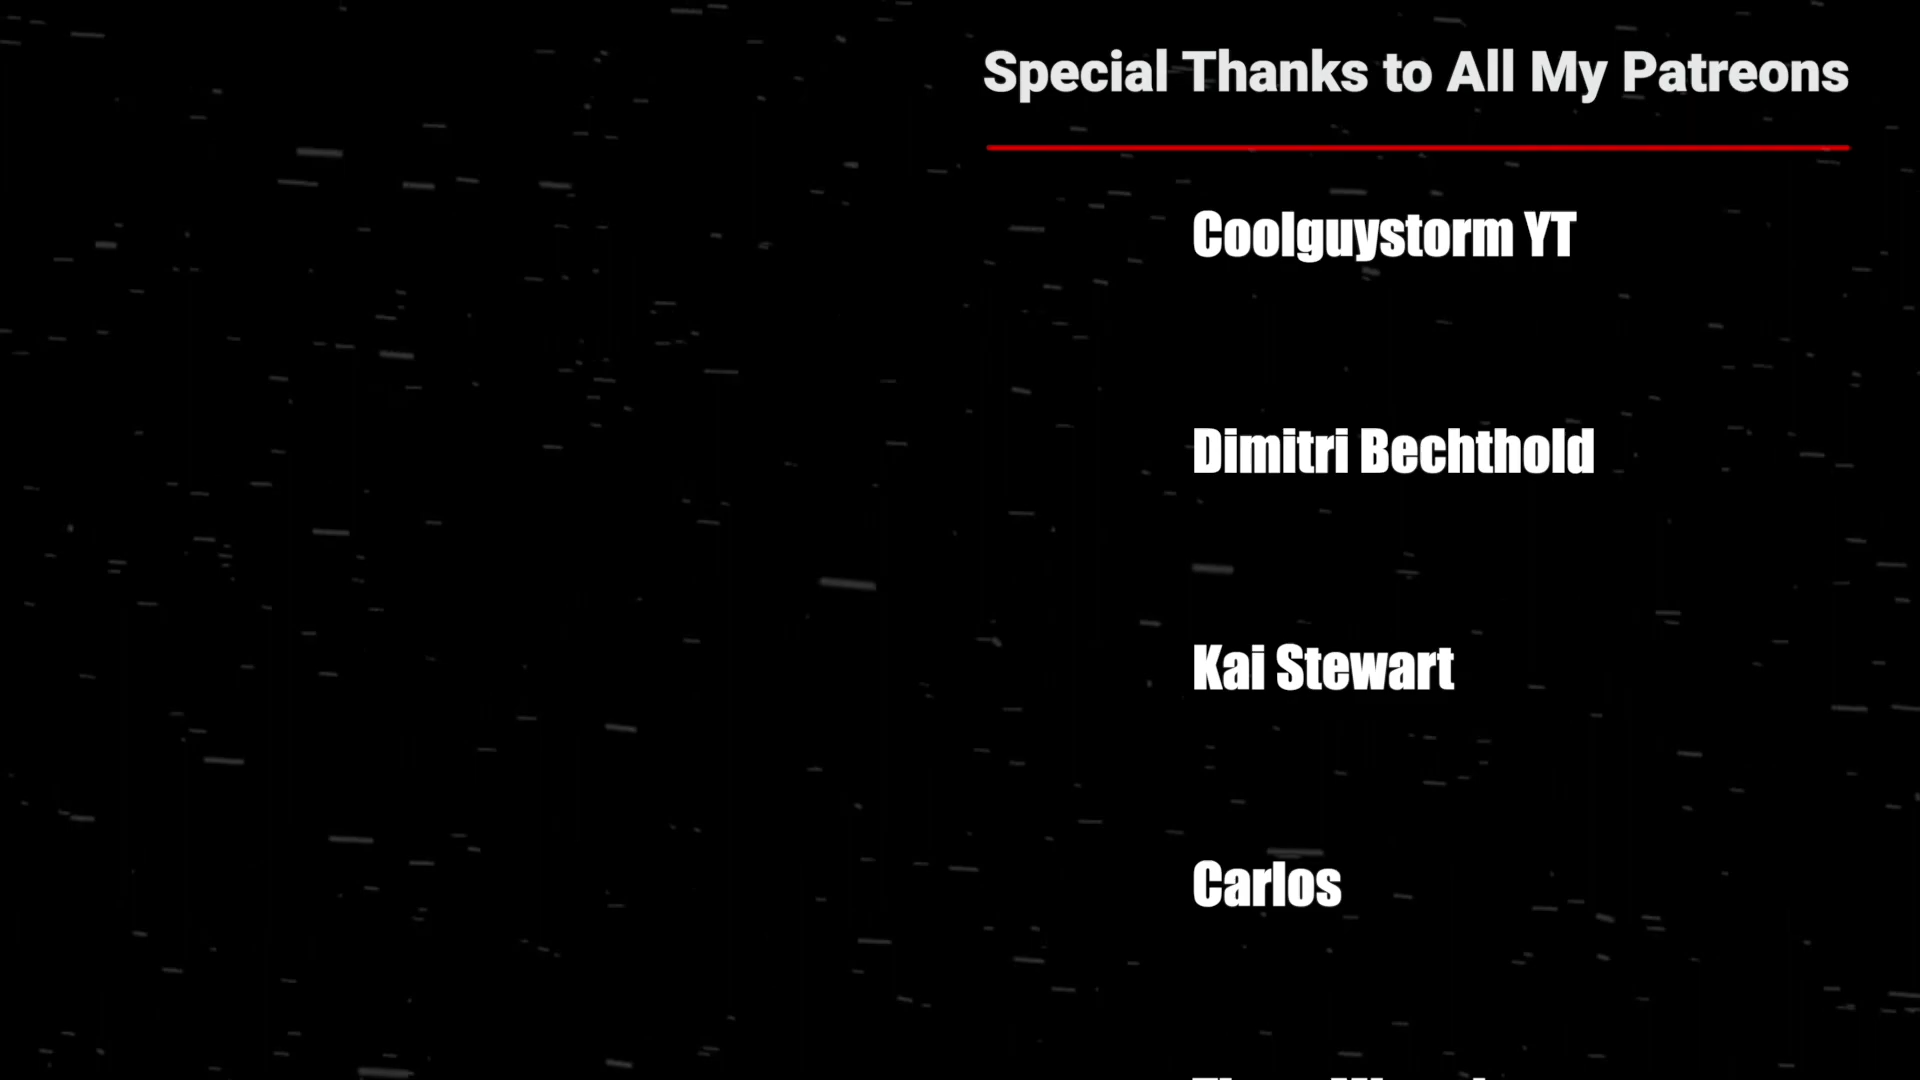 Special Thanks to All My Patreons
Coolguystorm YT
Dimitri Bechthold
Kai Stewart
Carlos